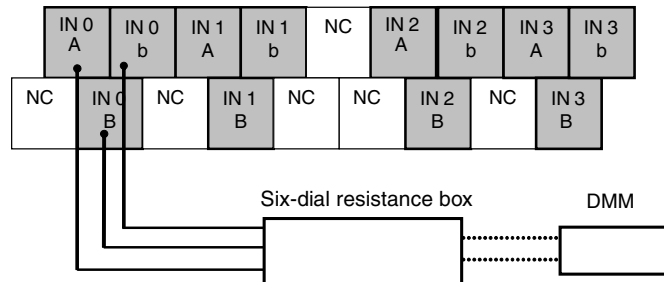 IN 0 IN 0 IN 1 IN 1 NC IN 2 IN 2 IN 3 IN 3
A b A b A b A b
NC IN 0 NC IN 1 NC NC IN 2 NC IN 3
B B B B
Six-dial resistance box DMM